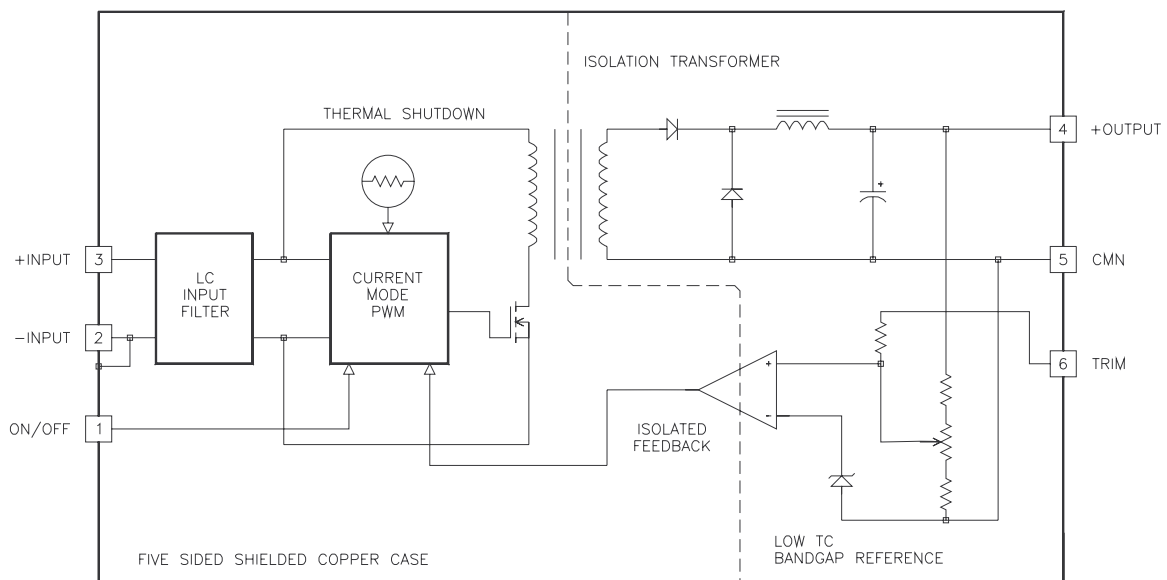 ISOLATION TRANSFORMER
THERMAL SHUTDOWN
4 +OUTPUT
+INPUT 3
LC
INPUT
FILTER
CURRENT
MODE
PWM
+
5 CMN
-INPUT 2
+
6 TRIM
-
ON/OFF 1
ISOLATED
FEEDBACK
FIVE SIDED SHIELDED COPPER CASE
LOW TC
BANDGAP REFERENCE